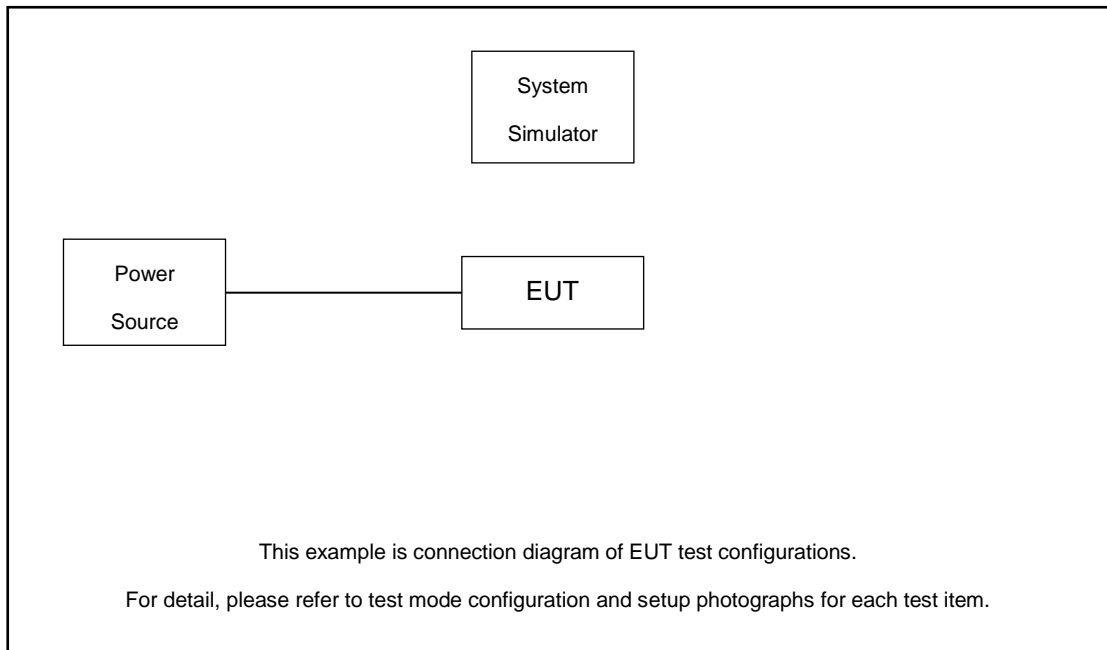 System
Simulator
Power
Source
EUT
This example is connection diagram of EUT test configurations.
For detail, please refer to test mode configuration and setup photographs for each test item.